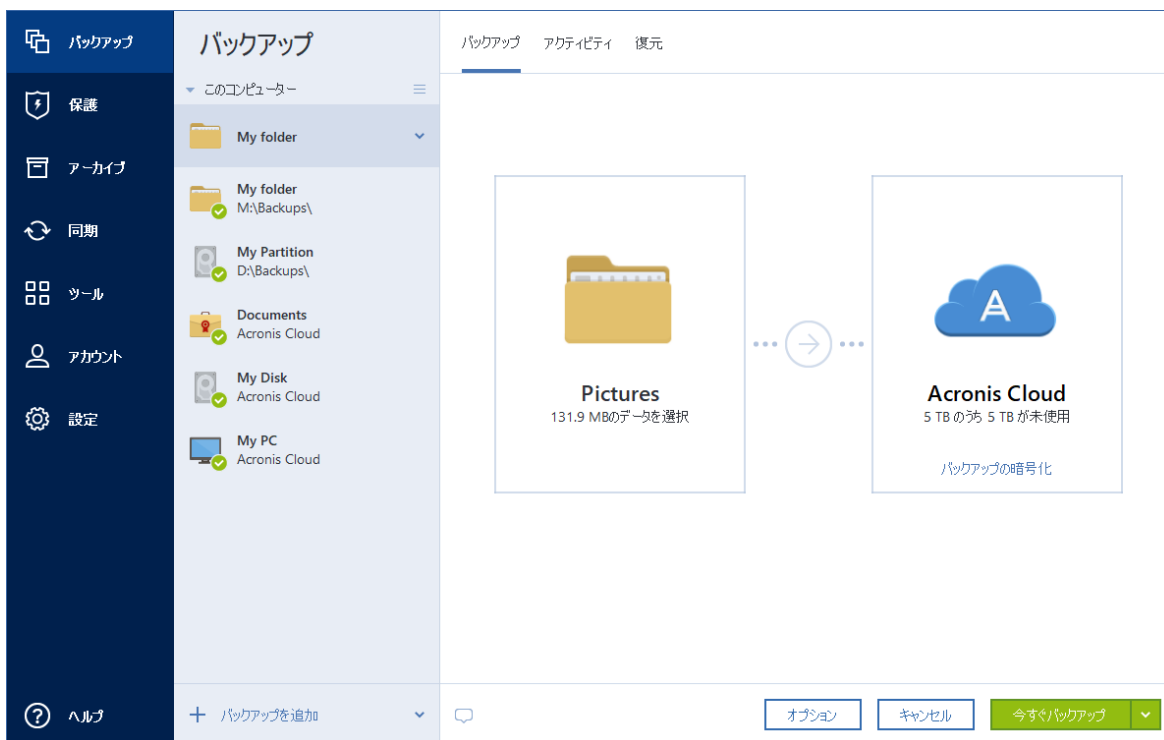 バックアップ
保護
アーカイブ
同期
ツール
アカウント
設定
ヘルプ
バックアップ
このコンピューター
My folder
My folder
M:\Backups\
My Partition
D:\Backups\
Documents
Acronis Cloud
My Disk
Acronis Cloud
My PC
Acronis Cloud
バックアップを追加
バックアップ アクティビティ 復元
Pictures
131.9 MBのデータを選択
A
Acronis Cloud
5 TB のうち 5 TB が未使用
バックアップの暗号化
オプション キャンセル 今すぐバックアップ